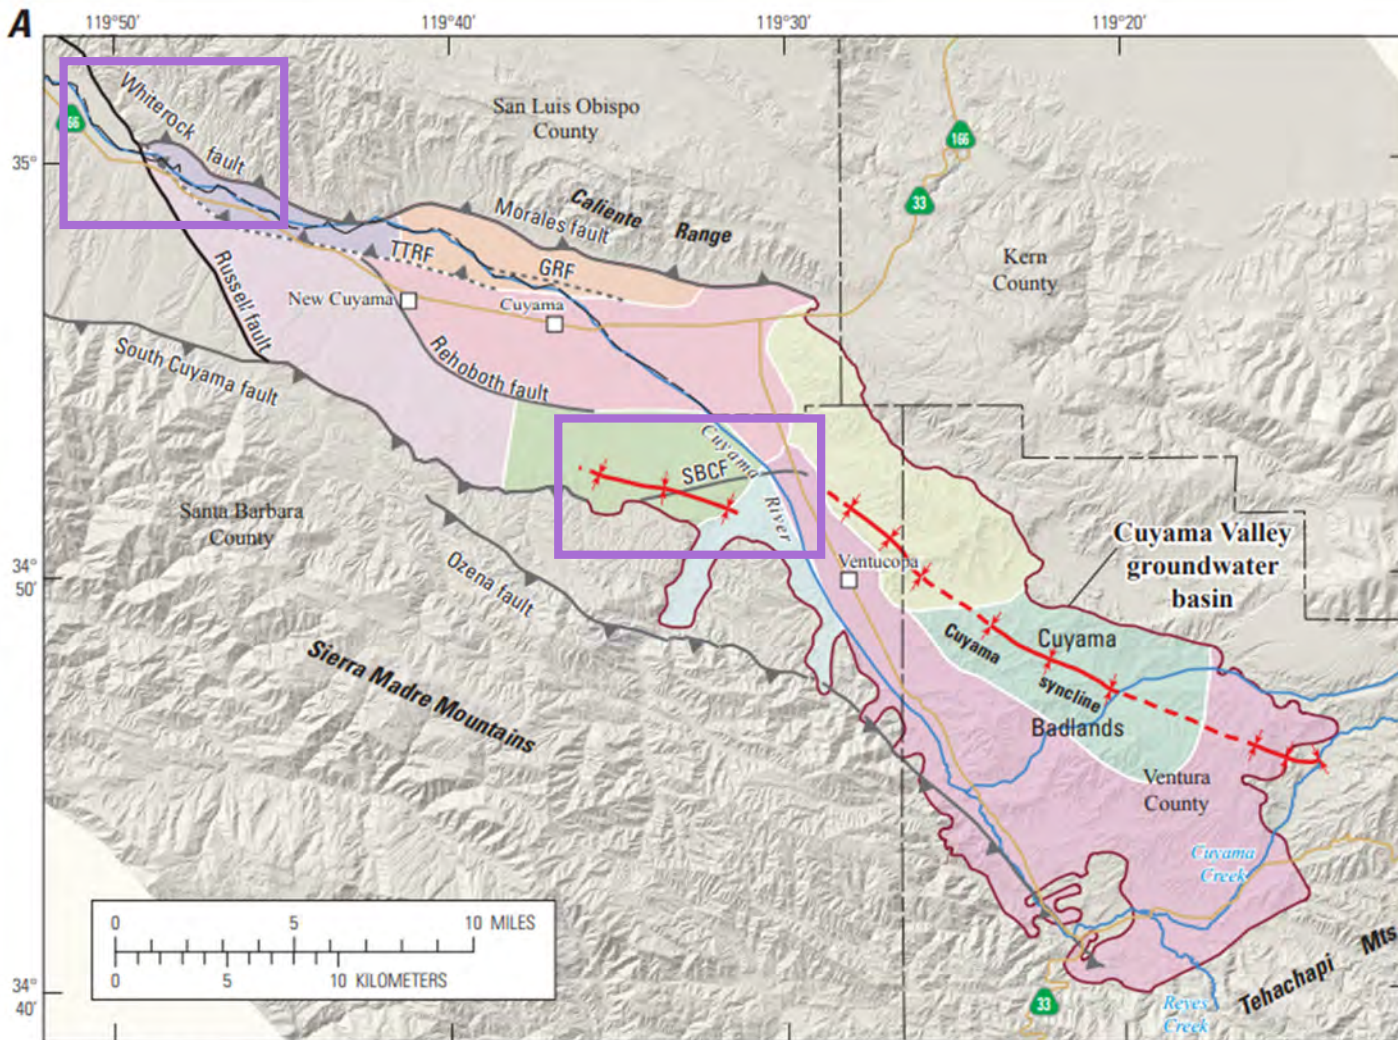 A
119°50'
119°40'
119°30'
119°20'
35°
34°
50'
34°
40'
66
Whiterock
fault
San Luis Obispo
County
166
33
Caliente
Range
Morales fault
TTRF
GRF
Kern
County
Russell fault
New Cuyama
Cuyama
South Cuyama fault
Rehoboth fault
Cuyama
River
SBCF
Santa Barbara
County
Ozena fault
Ventucopa
Cuyama Valley
groundwater
basin
Cuyama
syncline
Cuyama
Badlands
Sierra Madre Mountains
Ventura
County
Cuyama
Creek
Reyes
Creek
Tehachapi Mts
33
0 5 10 MILES
0 5 10 KILOMETERS